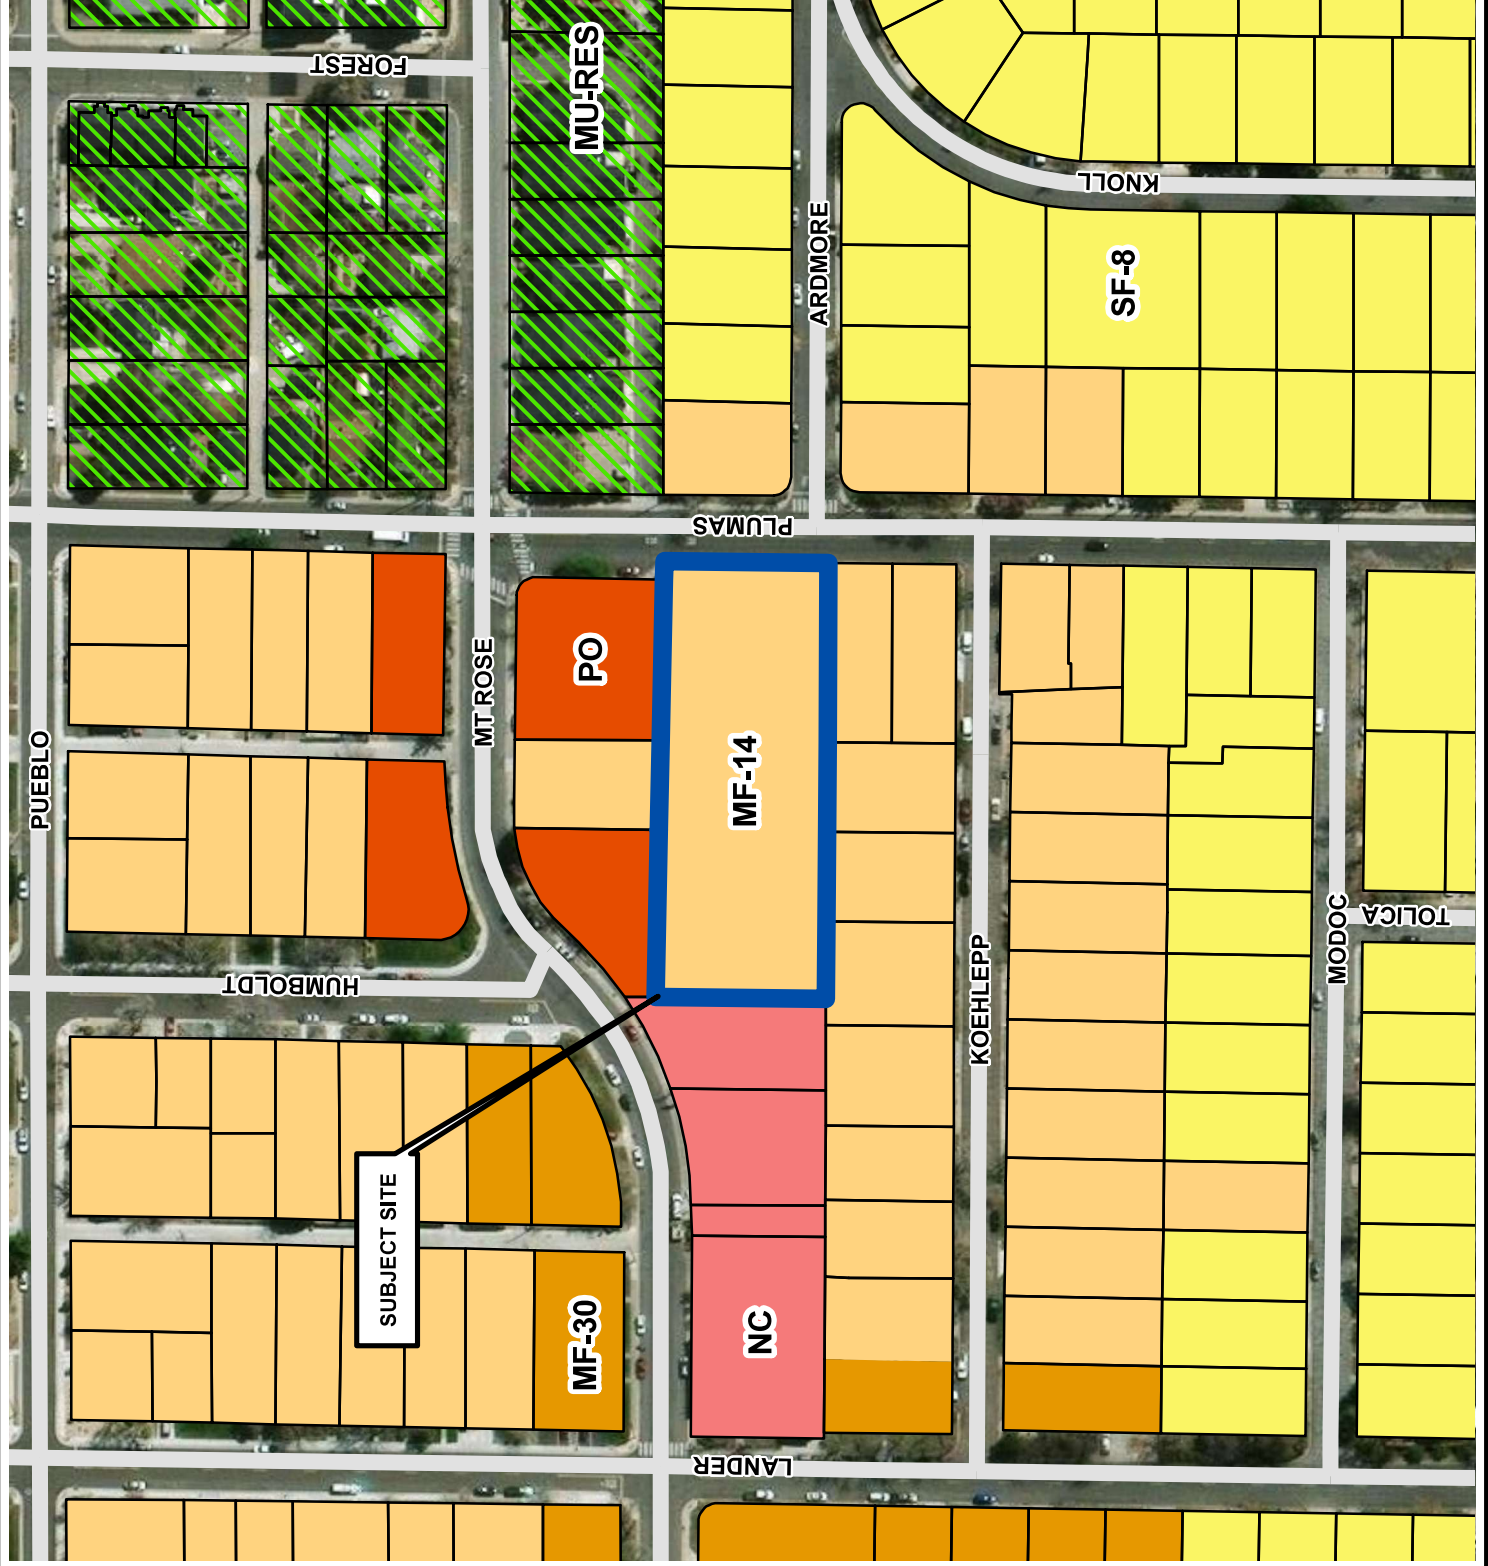 FOREST
MU-RES
KNOLL
ARDMORE
SF-8
PLUMAS
PO
MT ROSE
PUEBLO
MF-14
KOEHLEPP
MODOC
TOLICA
HUMBOLDT
SUBJECT SITE
MF-30
NC
LANDER